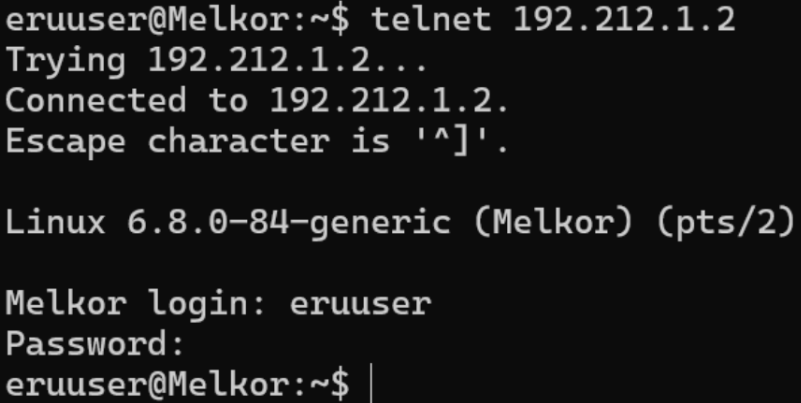 eruuser@Melkor:~$ telnet 192.212.1.2
Trying 192.212.1.2...
Connected to 192.212.1.2.
Escape character is '^]'.
Linux 6.8.0-84-generic (Melkor) (pts/2)
Melkor login: eruuser
Password:
eruuser@Melkor:~$